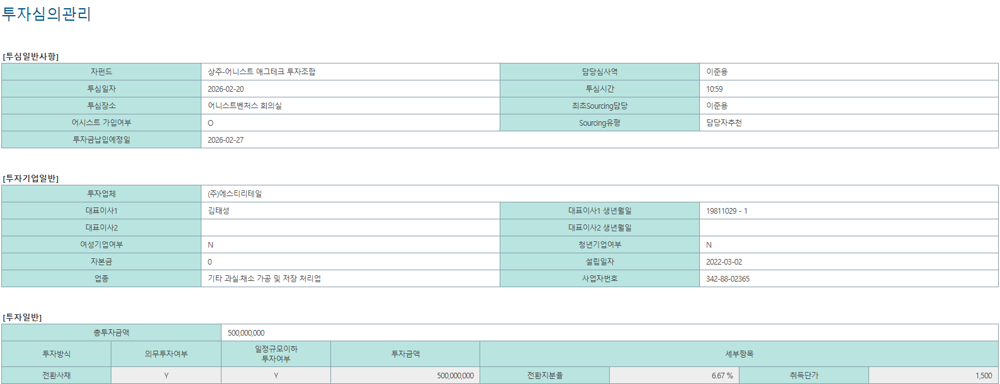 투자심의관리
[투심일반사항]
자펀드 상주-어니스트 애그테크 투자조합 담당심사역 이준용
투심일자 2026-02-20 투심시간 10:59
투심장소 어니스트벤처스 회의실 최초Sourcing담당 이준용
어시스트 가입여부 O Sourcing유형 담당자추천
투자금납입예정일 2026-02-27
[투자기업일반]
투자업체 (주)에스티리테일
대표이사1 김태성 대표이사1 생년월일 19811029 - 1
대표이사2 대표이사2 생년월일
여성기업여부 N 청년기업여부 N
자본금 0 설립일자 2022-03-02
업종 기타 과실·채소 가공 및 저장 처리업 사업자번호 342-88-02365
[투자일반]
총투자금액 500,000,000
투자방식 의무투자여부 일정규모이하 투자금액 세부항목
투자여부
전환사채 Y Y 500,000,000 전환지분율 6.67 % 취득단가 1,500